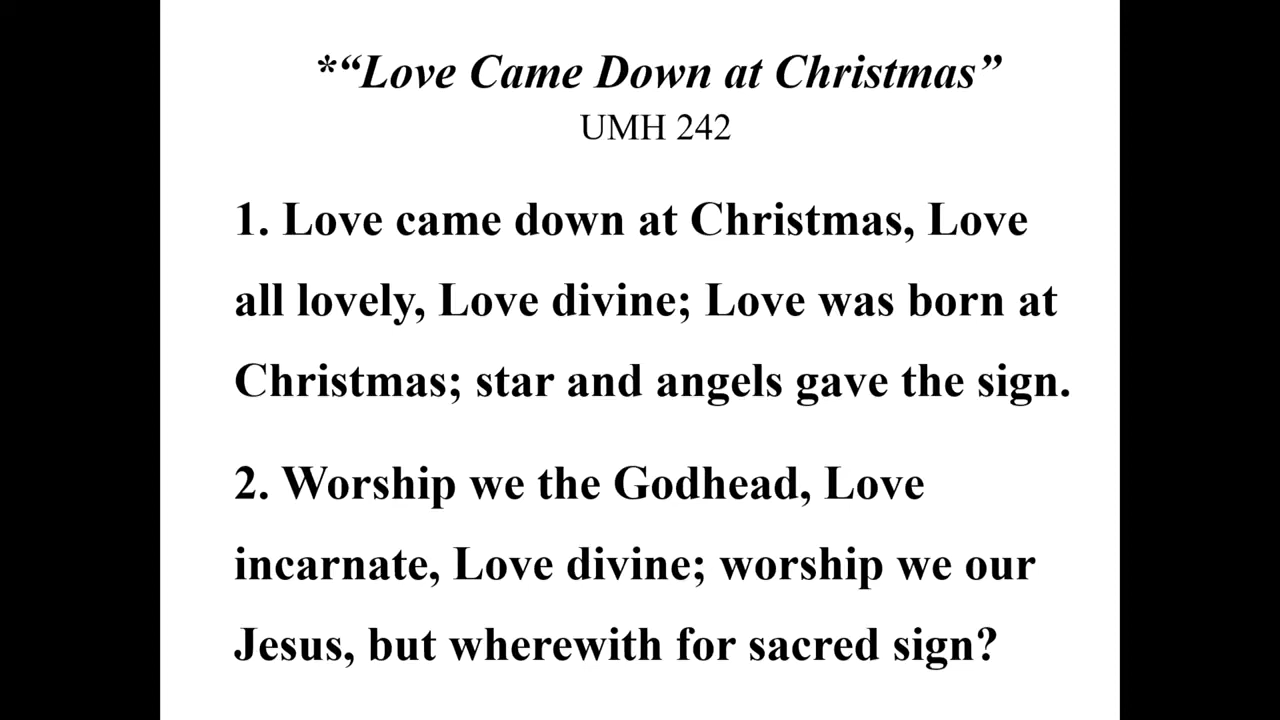 *“Love Came Down at Christmas”
UMH 242
1. Love came down at Christmas, Love
all lovely, Love divine; Love was born at
Christmas; star and angels gave the sign.
2. Worship we the Godhead, Love
incarnate, Love divine; worship we our
Jesus, but wherewith for sacred sign?